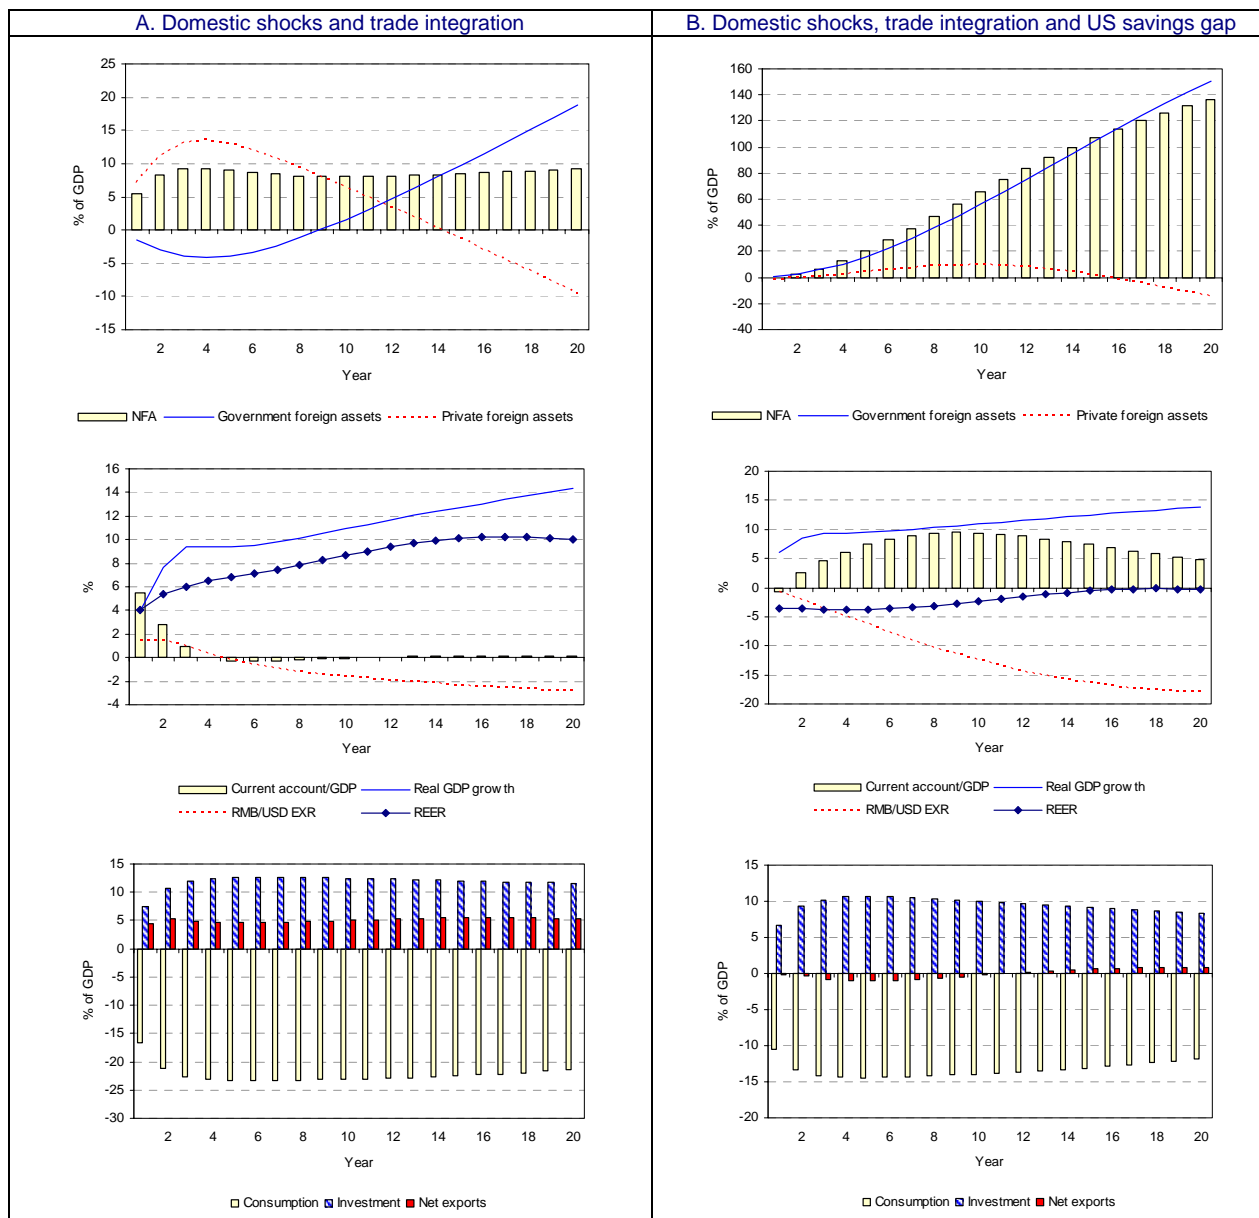 A. Domestic shocks and trade integration
B. Domestic shocks, trade integration and US savings gap
25
20
15
10
5
0
-5
-10
-15
% of GDP
2 4 6 8 10 12 14 16 18 20
Year
NFA Government foreign assets Private foreign assets
160
140
120
100
80
60
40
20
0
-20
-40
% of GDP
2 4 6 8 10 12 14 16 18 20
Year
NFA Government foreign assets Private foreign assets
16
14
12
10
8
6
4
2
0
-2
-4
%
2 4 6 8 10 12 14 16 18 20
Year
Current account/GDP Real GDP growth
RMB/USD EXR REER
20
15
10
5
0
-5
-10
-15
-20
%
2 4 6 8 10 12 14 16 18 20
Year
Current account/GDP Real GDP growth
RMB/USD EXR REER
15
10
5
0
-5
-10
-15
-20
-25
-30
% of GDP
2 4 6 8 10 12 14 16 18 20
Year
Consumption Investment Net exports
15
10
5
0
-5
-10
-15
-20
% of GDP
2 4 6 8 10 12 14 16 18 20
Year
Consumption Investment Net exports